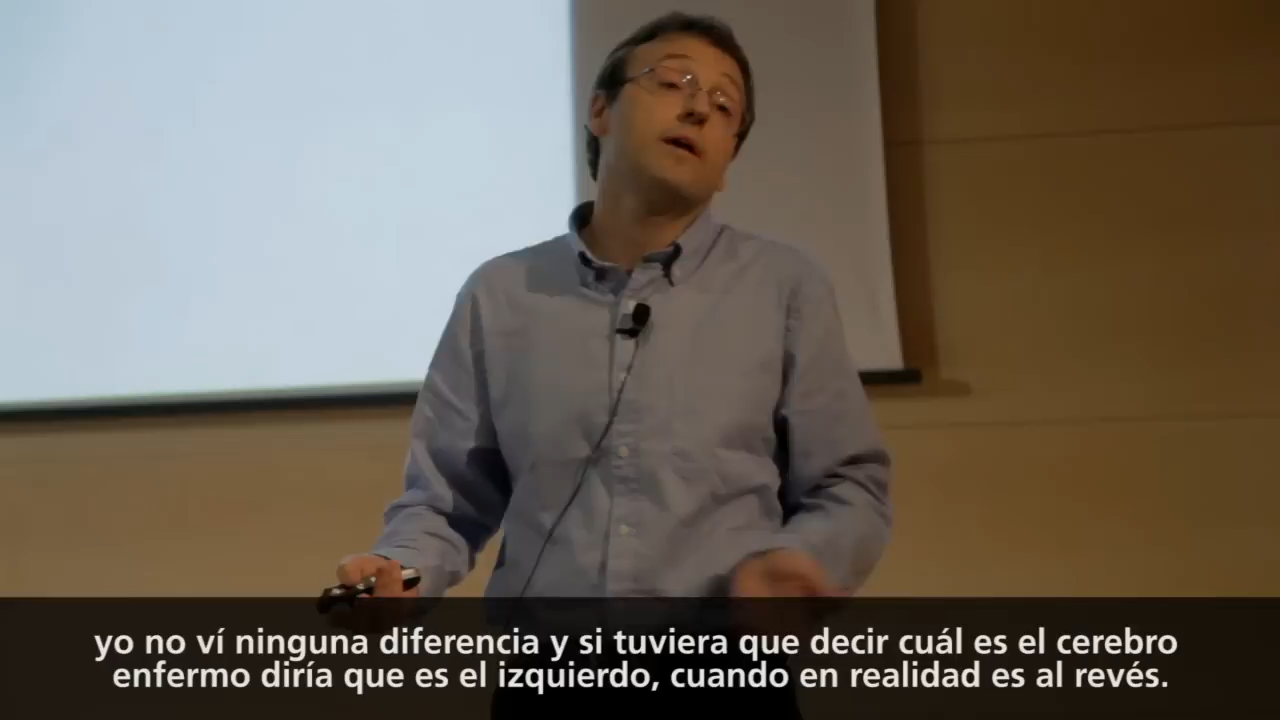 yo no ví ninguna diferencia y si tuviera que decir cuál es el cerebro
enfermo diría que es el izquierdo, cuando en realidad es al revés.